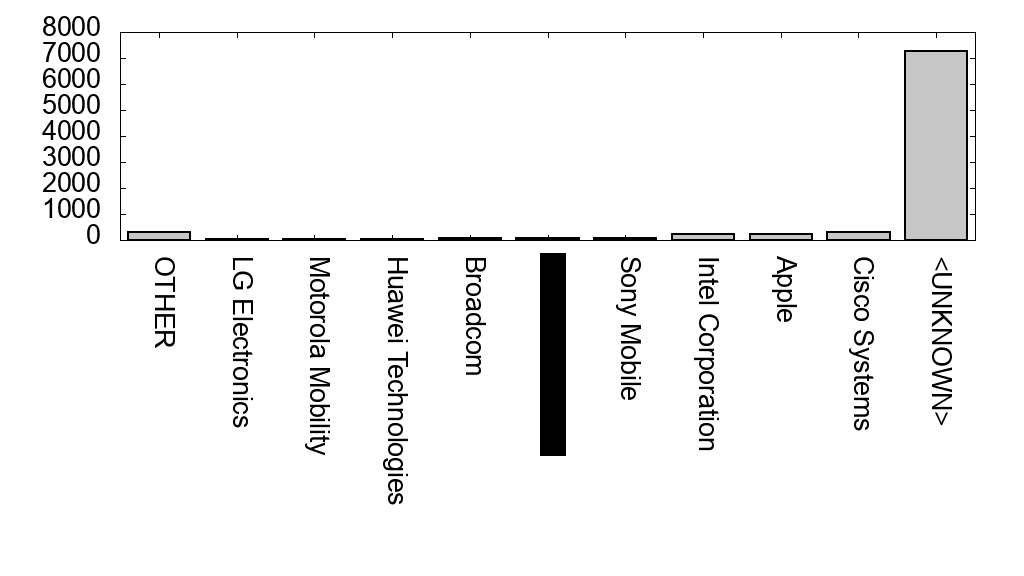 8000
7000
6000
5000
4000
3000
2000
1000
0
OTHER
LG Electronics
Motorola Mobility
Huawei Technologies
Broadcom
Sony Mobile
Intel Corporation
Apple
Cisco Systems
<UNKNOWN>